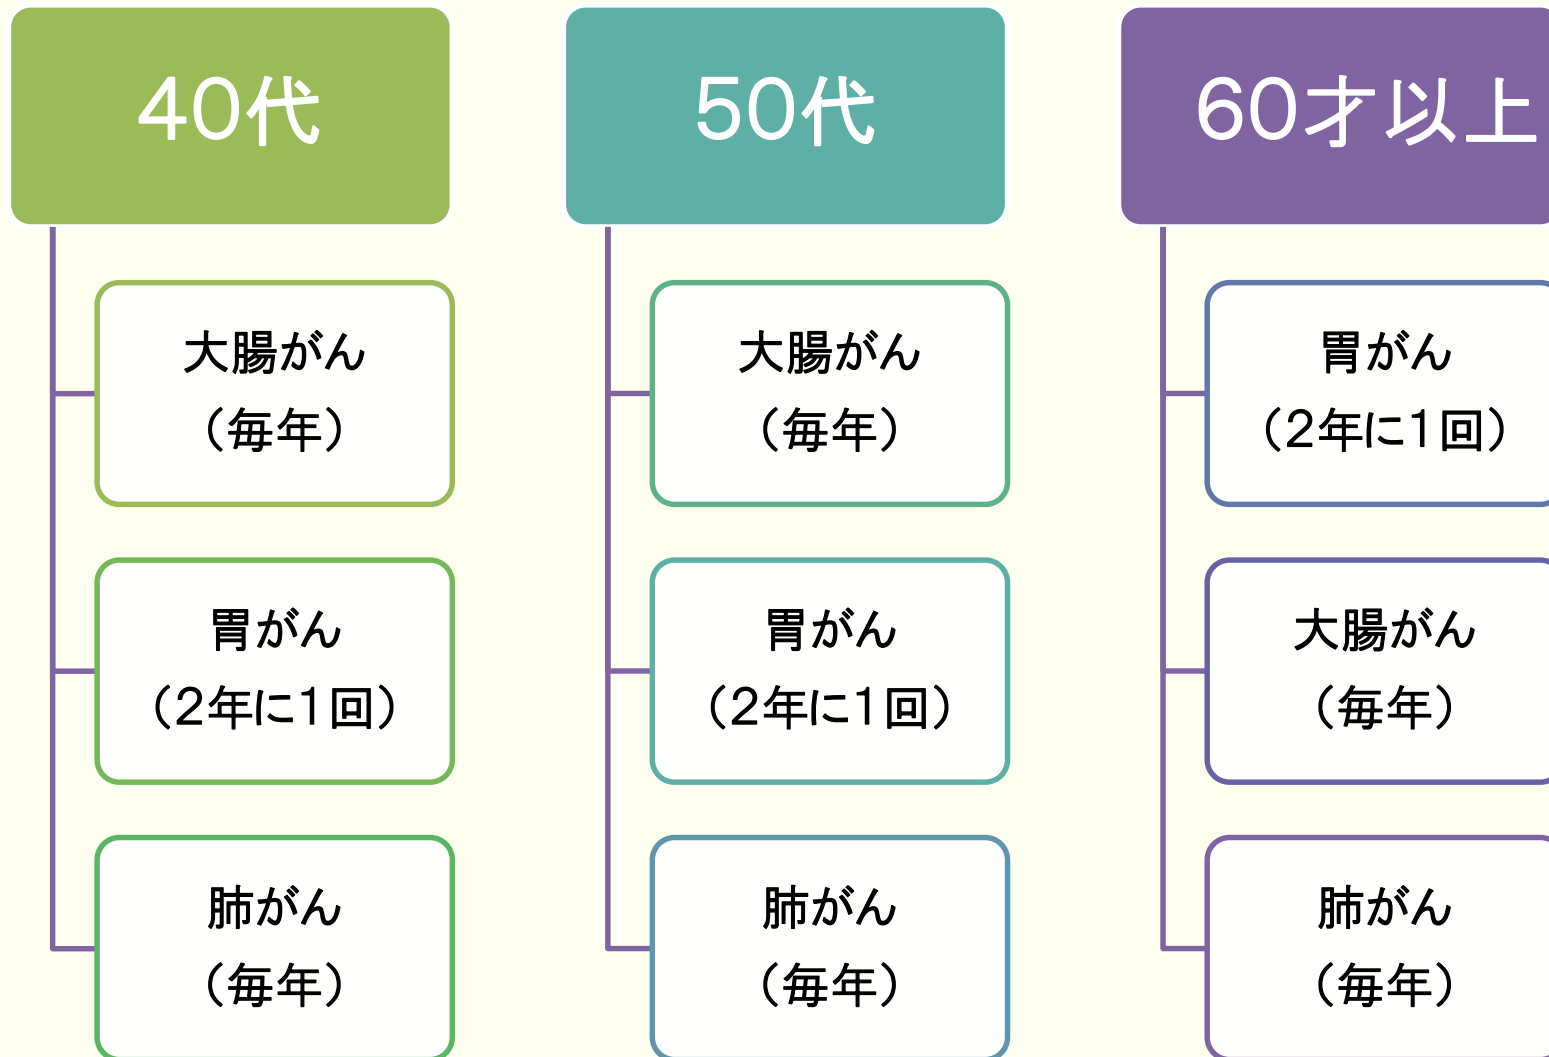 40代
大腸がん
（毎年）
胃がん
（2年に1回）
肺がん
（毎年）
50代
大腸がん
（毎年）
胃がん
（2年に1回）
肺がん
（毎年）
60才以上
胃がん
（2年に1回）
大腸がん
（毎年）
肺がん
（毎年）